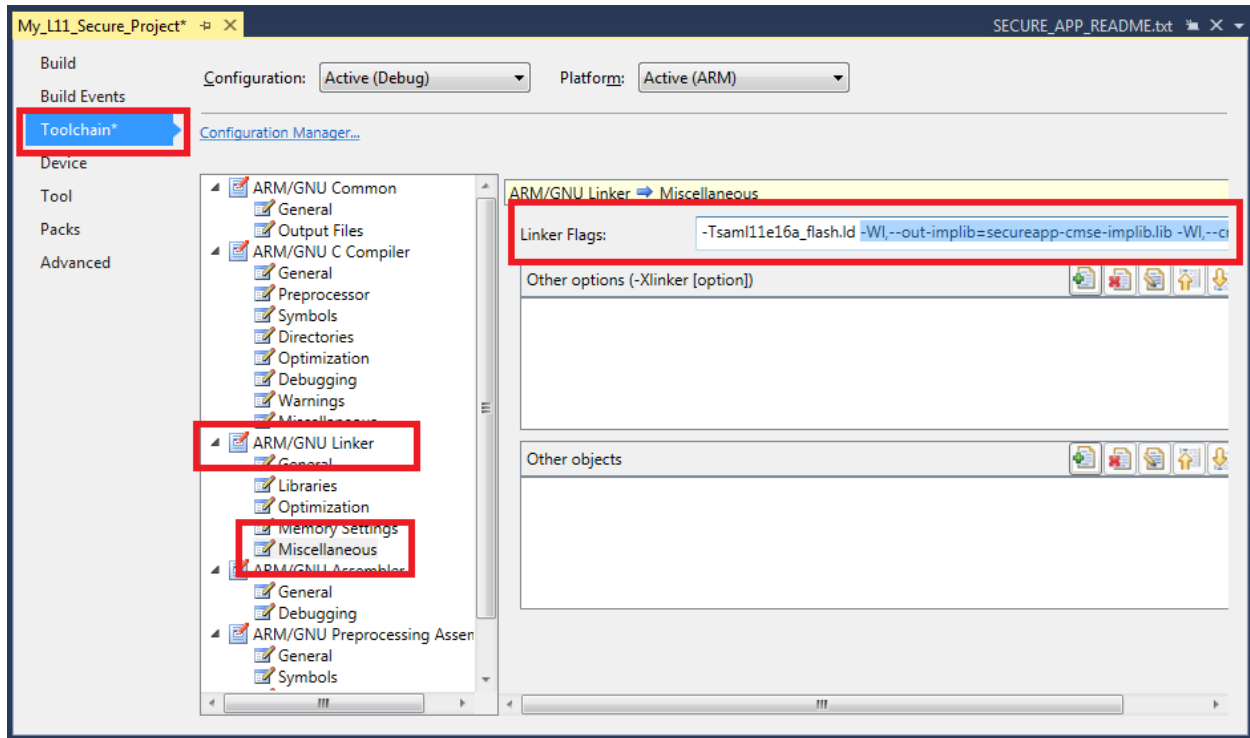 My_L11_Secure_Project*
SECURE_APP_README.txt
Build
Build Events
Toolchain*
Device
Tool
Packs
Advanced
Configuration: Active (Debug) Platform: Active (ARM)
Configuration Manager...
ARM/GNU Common
General
Output Files
ARM/GNU C Compiler
General
Preprocessor
Symbols
Directories
Optimization
Debugging
Warnings
Miscellaneous
ARM/GNU Linker
General
Libraries
Optimization
Memory Settings
Miscellaneous
ARM/GNU Assembler
General
Debugging
ARM/GNU Preprocessing Assem
General
Symbols
ARM/GNU Linker Miscellaneous
Linker Flags: -Tsaml11e16a_flash.ld -Wl,--out-implib=secureapp-cmse-implib.lib -Wl,--cm
Other options (-Xlinker [option])
Other objects